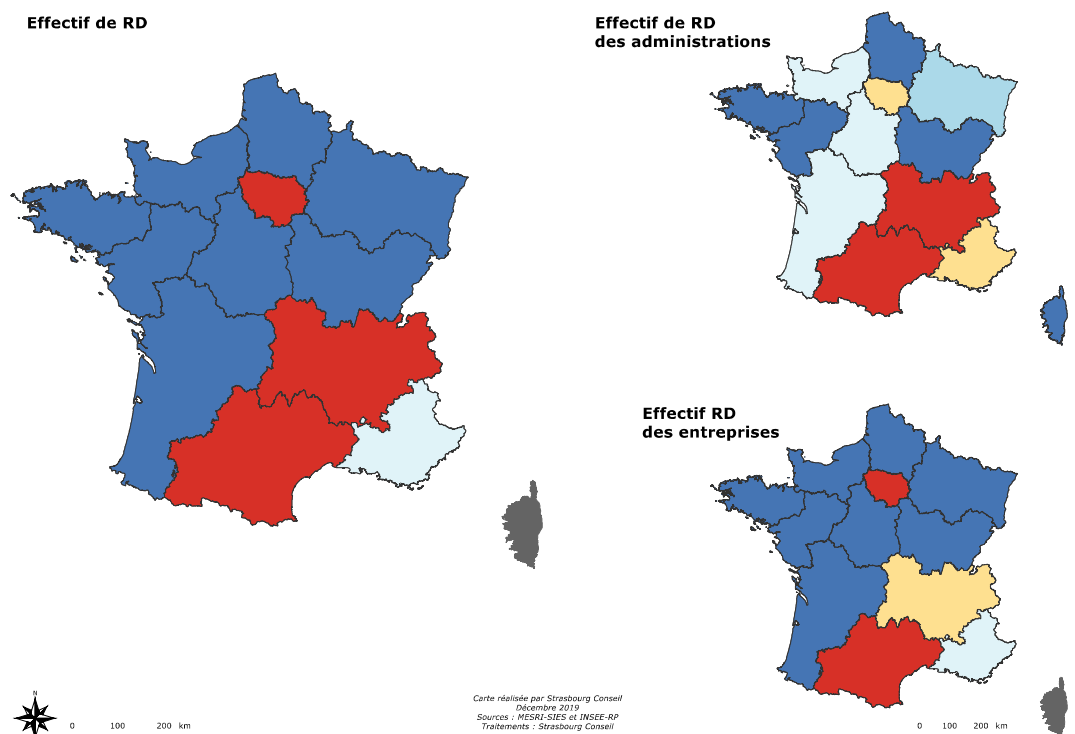 Effectif de RD
Effectif de RD
des administrations
Effectif RD
des entreprises
N
0 100 200 km
Carte réalisée par Strasbourg Conseil
Décembre 2019
Sources : MESRI-SIES et INSEE-RP
Traitements : Strasbourg Conseil
0 100 200 km